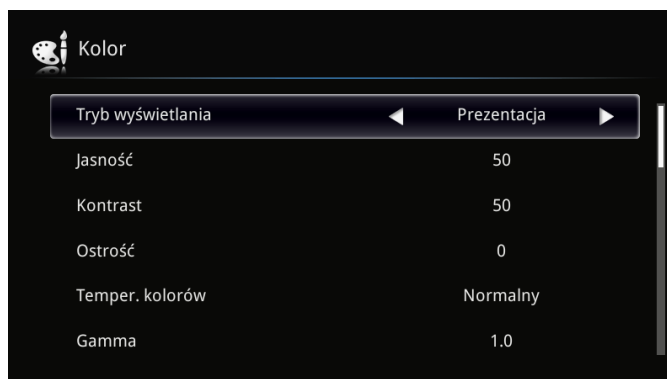 Kolor
Tryb wyświetlania Prezentacja
Jasność 50
Kontrast 50
Ostrość 0
Temper. kolorów Normalny
Gamma 1.0